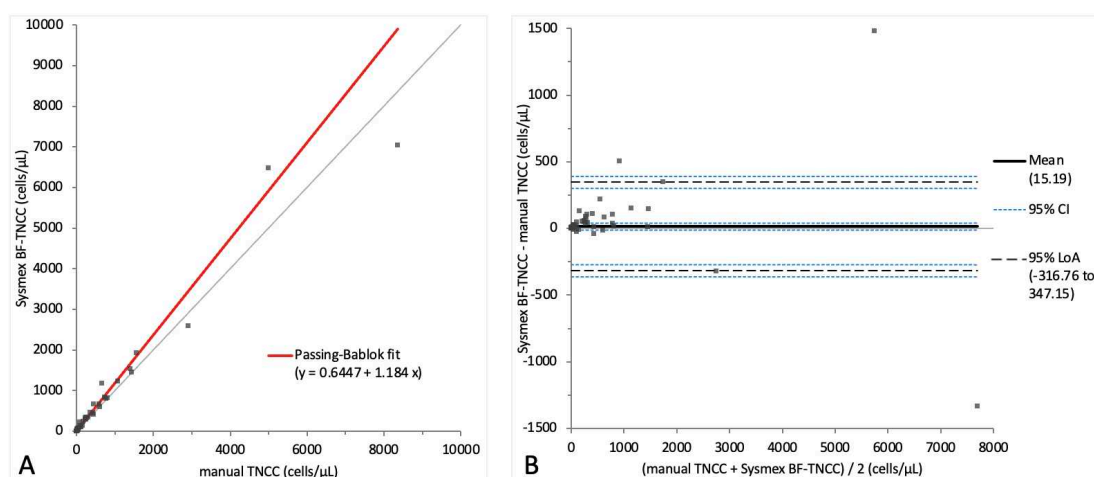 10000
9000
8000
7000
6000
5000
4000
3000
2000
1000
0
Sysmex BF-TNCC (cells/µL)
Passing-Bablok fit
(y = 0.6447 + 1.184 x)
0
2000
4000
6000
8000
10000
manual TNCC (cells/µL)
A
1500
1000
500
0
-500
-1000
-1500
Sysmex BF-TNCC - manual TNCC (cells/µL)
Mean
(15.19)
95% CI
95% LoA
(-316.76 to
347.15)
0
1000
2000
3000
4000
5000
6000
7000
8000
(manual TNCC + Sysmex BF-TNCC) / 2 (cells/µL)
B